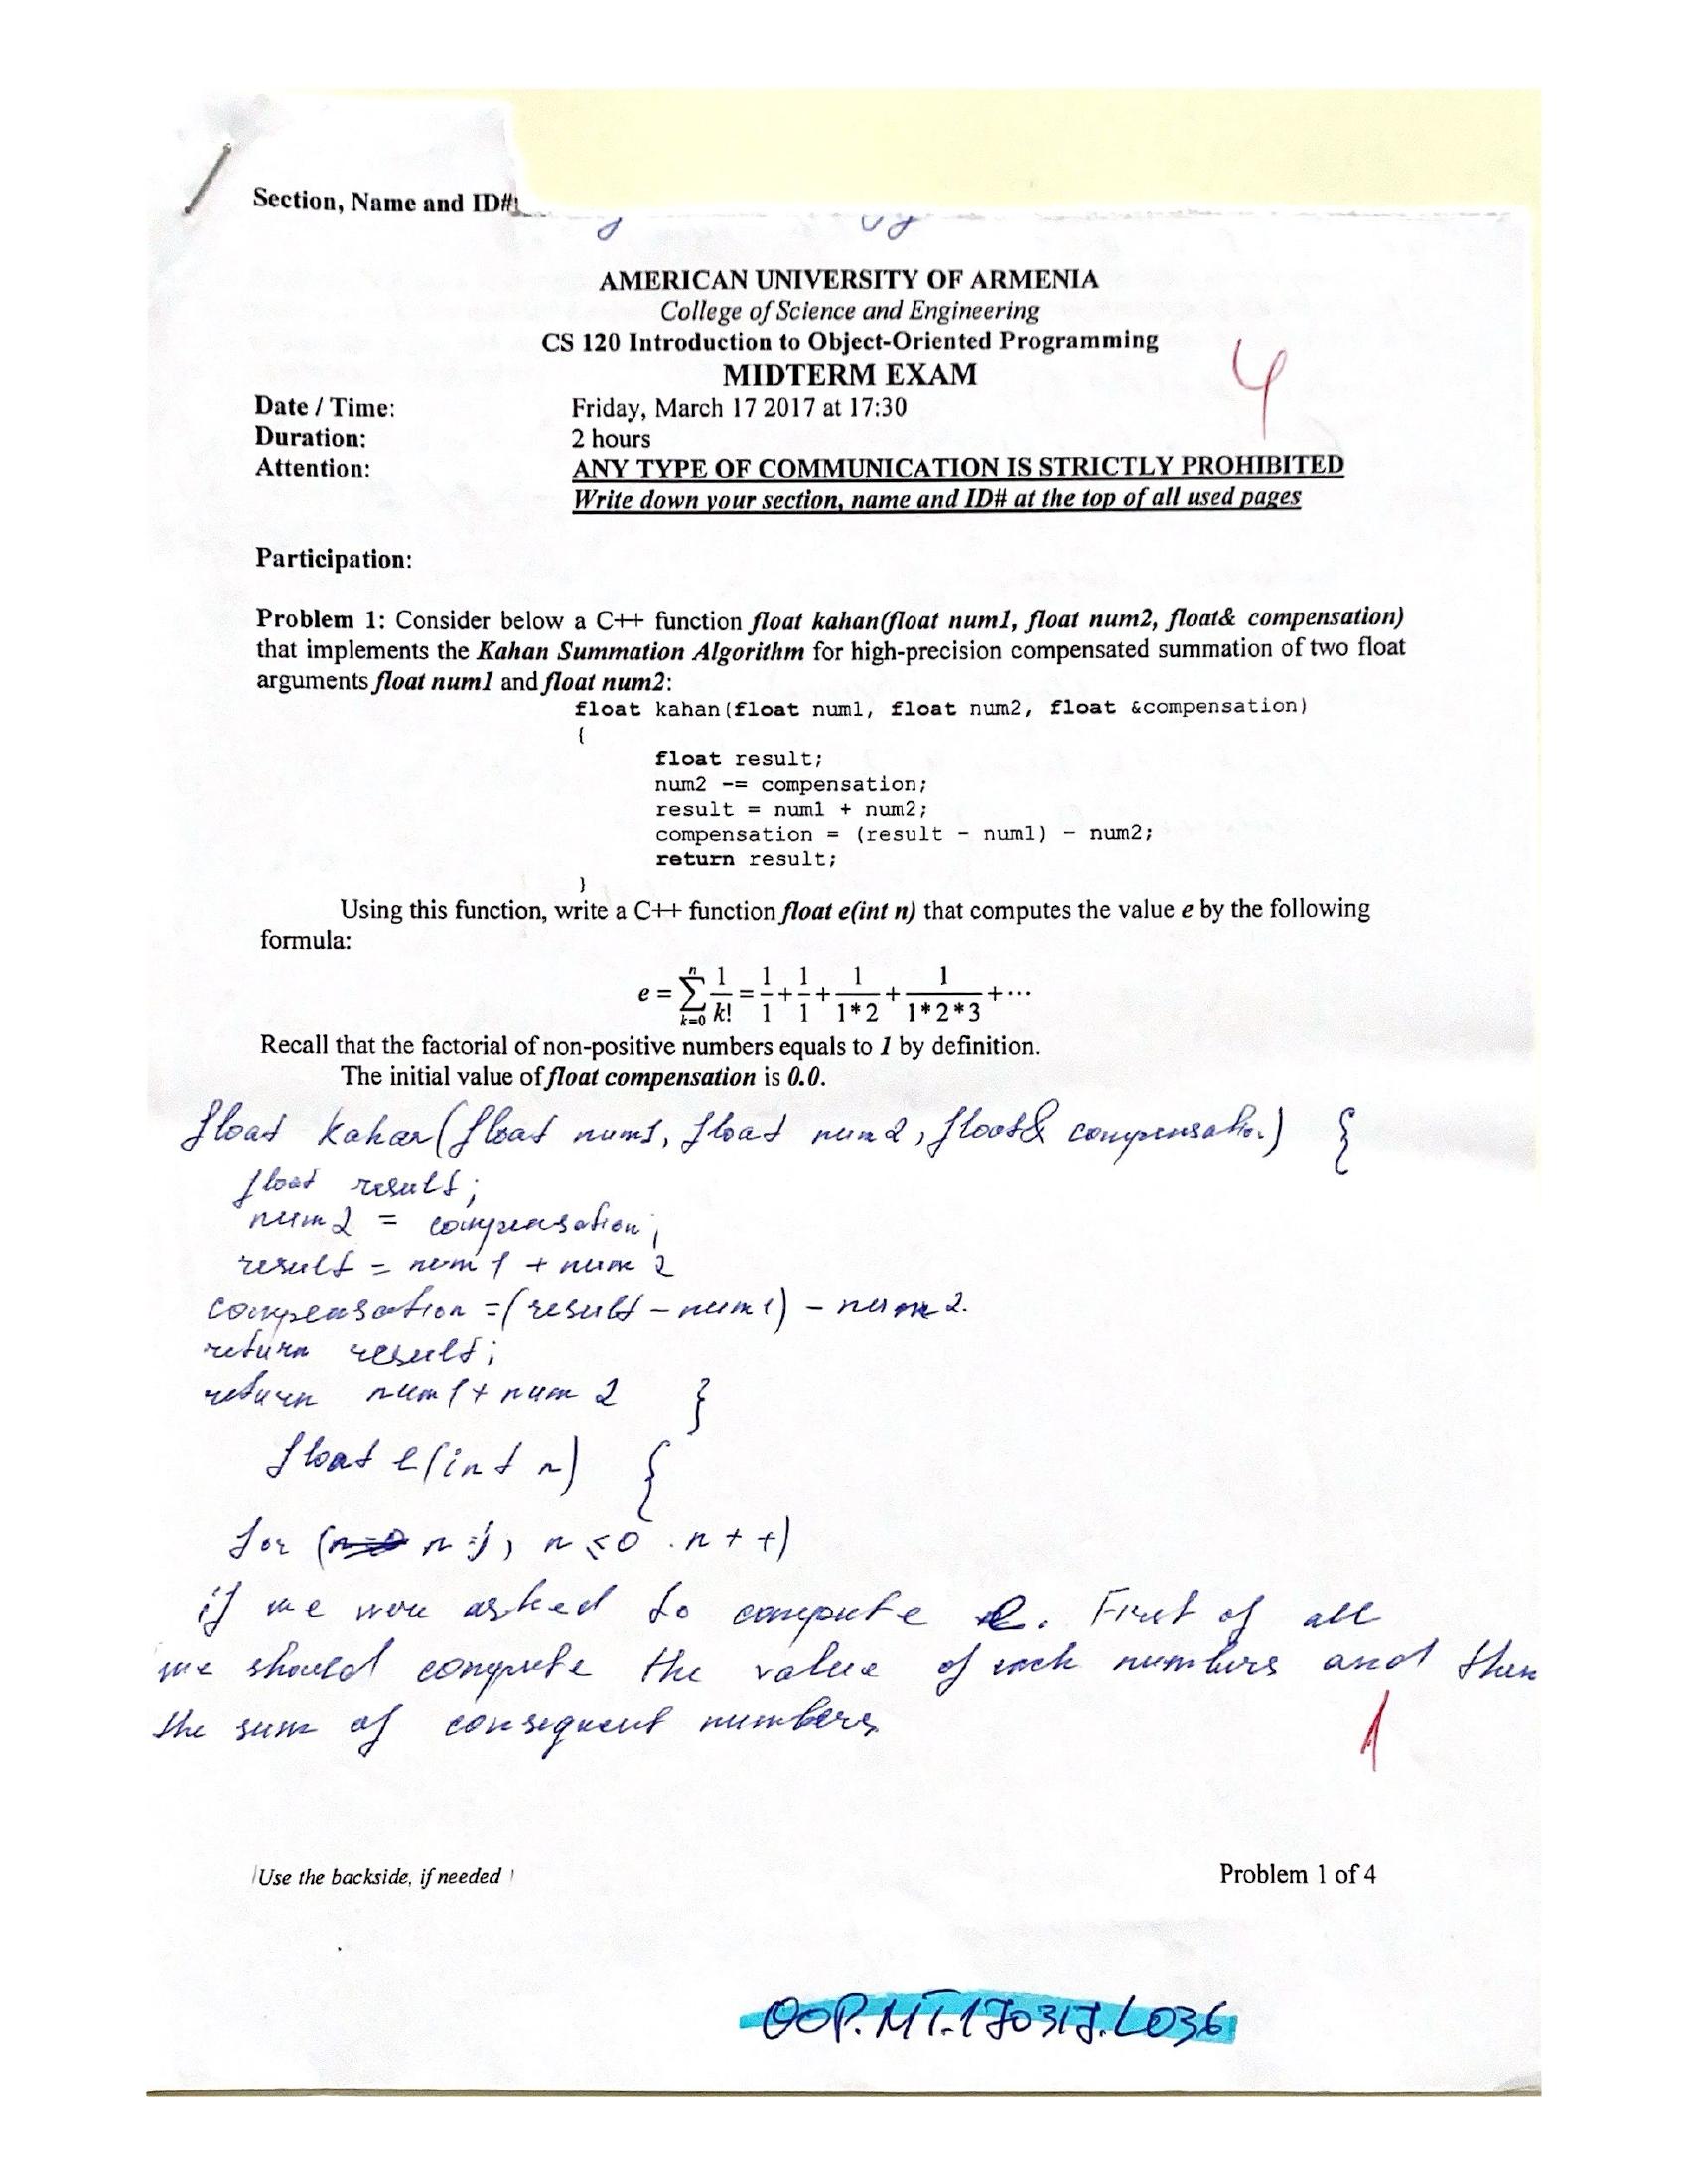 Section, Name and ID#:
AMERICAN UNIVERSITY OF ARMENIA
College of Science and Engineering
CS 120 Introduction to Object-Oriented Programming
MIDTERM EXAM
4
Date / Time: Friday, March 17 2017 at 17:30
Duration: 2 hours
Attention: ANY TYPE OF COMMUNICATION IS STRICTLY PROHIBITED
Write down your section, name and ID# at the top of all used pages
Participation:
Problem 1: Consider below a C++ function float kahan(float num1, float num2, float& compensation)
that implements the Kahan Summation Algorithm for high-precision compensated summation of two float
arguments float num1 and float num2:
float kahan(float num1, float num2, float &compensation)
{
float result;
num2 -= compensation;
result = num1 + num2;
compensation = (result - num1) - num2;
return result;
}
Using this function, write a C++ function float e(int n) that computes the value e by the following
formula:
e = ∑_{k=0}^{n} 1/k! = 1/1 + 1/1 + 1/(1*2) + 1/(1*2*3) + ⋯
Recall that the factorial of non-positive numbers equals to 1 by definition.
The initial value of float compensation is 0.0.
float kahan(float num1, float num2, float& compensation) {
float result;
num2 = compensation;
result = num1 + num2
compensation =(result - num1) - num2.
return result;
return num1 + num2 }
float e(int n) {
for ( n=1; n ≤0 . n++)
if we were asked to compute e. First of all
we should compute the value of each numbers and then
the sum of consequent numbers
1
Use the backside, if needed
Problem 1 of 4
OOP.MT.170317.L036